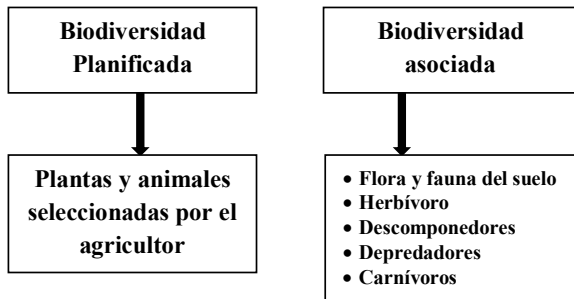 Biodiversidad
Planificada
Biodiversidad
asociada
Plantas y animales
seleccionadas por el
agricultor
• Flora y fauna del suelo
• Herbívoro
• Descomponedores
• Depredadores
• Carnívoros